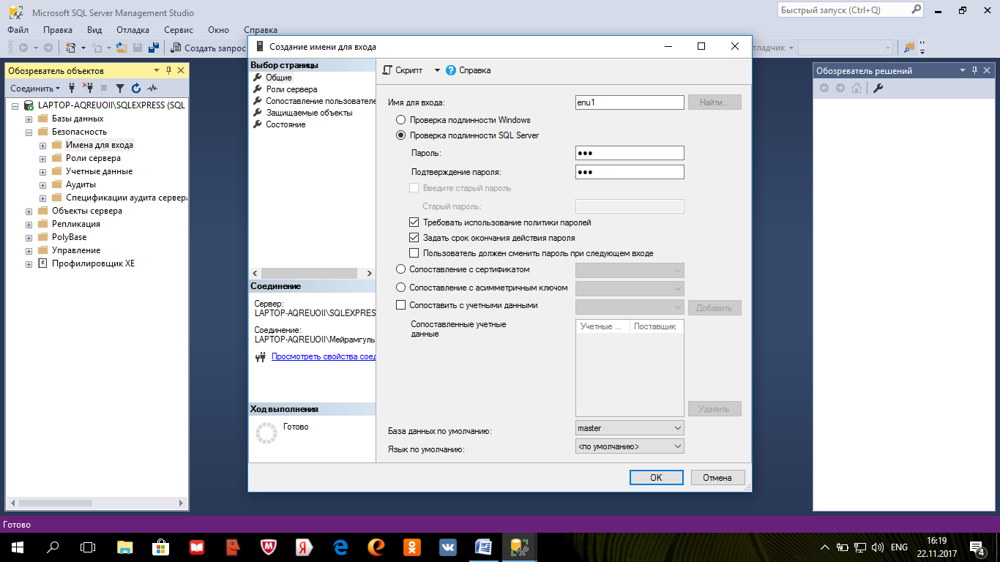 Microsoft SQL Server Management Studio
Быстрый запуск (Ctrl+Q)
Файл Правка Вид Отладка Сервис Окно Справка
Создать запрос
тладчик
Обозреватель объектов
Соединить
LAPTOP-AQREUOII\SQLEXPRESS (SQL
Базы данных
Безопасность
Имена для входа
Роли сервера
Учетные данные
Аудиты
Спецификации аудита сервера
Объекты сервера
Репликация
PolyBase
Управление
Профилировщик XE
Создание имени для входа
Выбор страницы
Общие
Роли сервера
Сопоставление пользователе
Защищаемые объекты
Состояние
Соединение
Сервер:
LAPTOP-AQREUOII\SQLEXPRESS
Соединение:
LAPTOP-AQREUOII\Мейрамгуль
Просмотреть свойства соед
Ход выполнения
Готово
Скрипт Справка
Имя для входа: enu1 Найти...
Проверка подлинности Windows
Проверка подлинности SQL Server
Пароль: ●●●
Подтверждение пароля: ●●●
Введите старый пароль
Старый пароль:
Требовать использование политики паролей
Задать срок окончания действия пароля
Пользователь должен сменить пароль при следующем входе
Сопоставление с сертификатом
Сопоставление с асимметричным ключом
Сопоставить с учетными данными Добавить
Сопоставленные учетные
данные
Учетные ... Поставщик
Удалить
База данных по умолчанию: master
Язык по умолчанию: <по умолчанию>
OK Отмена
Обозреватель решений
Готово
ENG
16:19
22.11.2017
4